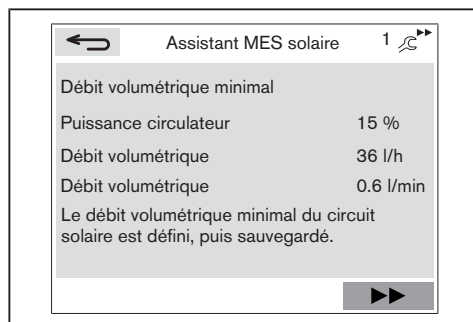 Assistant MES solaire 1
Débit volumétrique minimal
Puissance circulateur 15 %
Débit volumétrique 36 l/h
Débit volumétrique 0.6 l/min
Le débit volumétrique minimal du circuit
solaire est défini, puis sauvegardé.